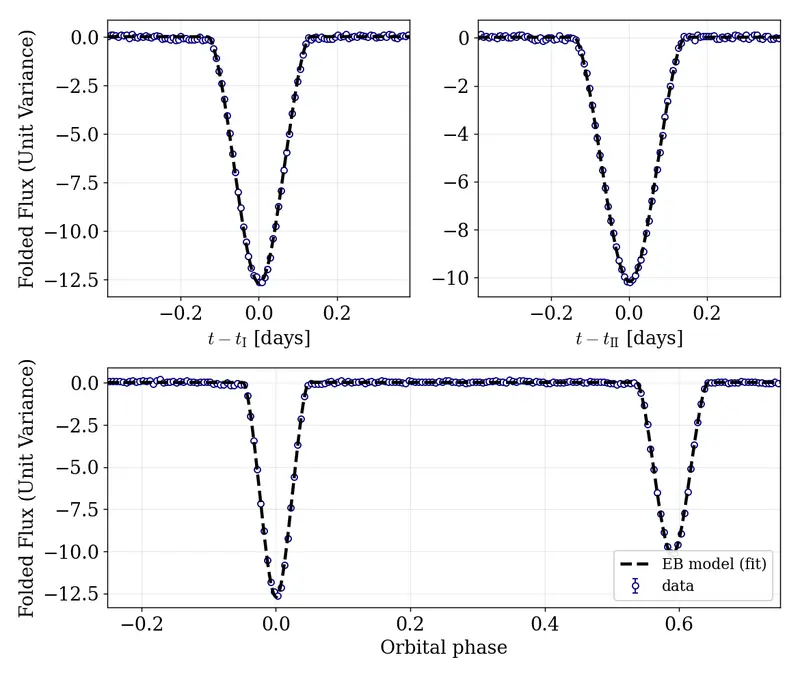 Folded Flux (Unit Variance)
0.0
−2.5
−5.0
−7.5
−10.0
−12.5
−0.2 0.0 0.2
t − t_I [days]
0
−2
−4
−6
−8
−10
−0.2 0.0 0.2
t − t_II [days]
Folded Flux (Unit Variance)
0.0
−2.5
−5.0
−7.5
−10.0
−12.5
−0.2 0.0 0.2 0.4 0.6
Orbital phase
EB model (fit)
data